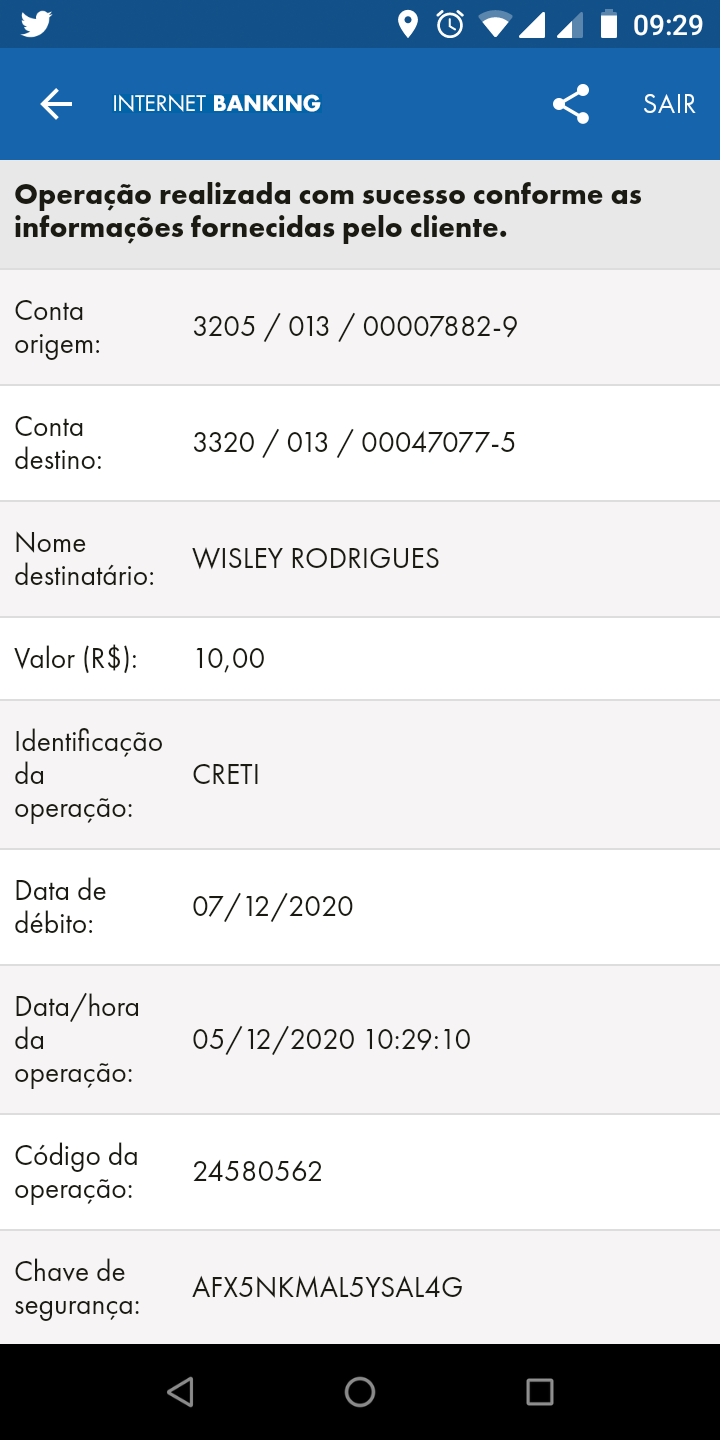 09:29
INTERNET BANKING
SAIR
Operação realizada com sucesso conforme as
informações fornecidas pelo cliente.
Conta
origem:
3205 / 013 / 00007882-9
Conta
destino:
3320 / 013 / 00047077-5
Nome
destinatário:
WISLEY RODRIGUES
Valor (R$):
10,00
Identificação
da
operação:
CRETI
Data de
débito:
07/12/2020
Data/hora
da
operação:
05/12/2020 10:29:10
Código da
operação:
24580562
Chave de
segurança:
AFX5NKMAL5YSAL4G